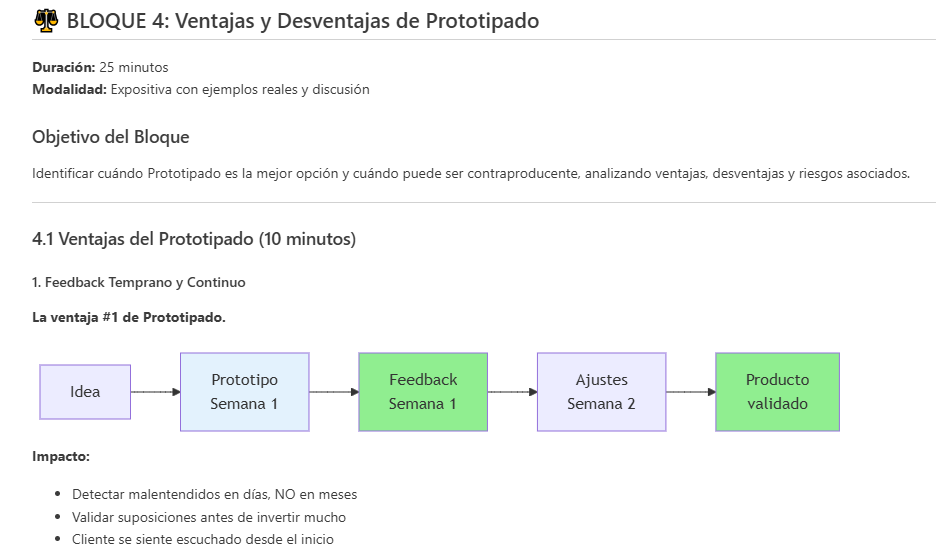 BLOQUE 4: Ventajas y Desventajas de Prototipado
Duración: 25 minutos
Modalidad: Expositiva con ejemplos reales y discusión
Objetivo del Bloque
Identificar cuándo Prototipado es la mejor opción y cuándo puede ser contraproducente, analizando ventajas, desventajas y riesgos asociados.
4.1 Ventajas del Prototipado (10 minutos)
1. Feedback Temprano y Continuo
La ventaja #1 de Prototipado.
Idea
Prototipo
Semana 1
Feedback
Semana 1
Ajustes
Semana 2
Producto
validado
Impacto:
Detectar malentendidos en días, NO en meses
Validar suposiciones antes de invertir mucho
Cliente se siente escuchado desde el inicio